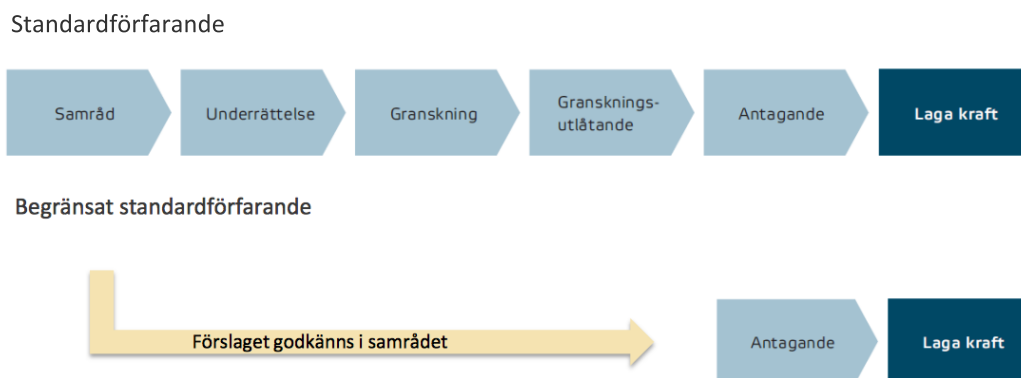 Standardförfarande
Samråd
Underrättelse
Granskning
Gransknings-
utlåtande
Antagande
Laga kraft
Begränsat standardförfarande
Förslaget godkänns i samrådet
Antagande
Laga kraft